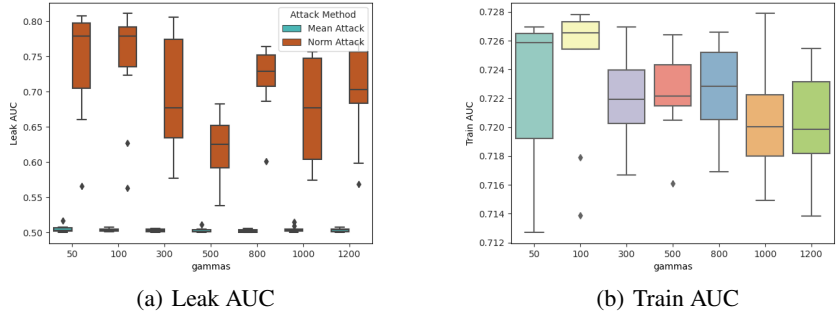 Attack Method
Mean Attack
Norm Attack
0.80
0.75
0.70
0.65
0.60
0.55
0.50
Leak AUC
50 100 300 500 800 1000 1200
gammas
(a) Leak AUC
0.728
0.726
0.724
0.722
0.720
0.718
0.716
0.714
0.712
Train AUC
50 100 300 500 800 1000 1200
gammas
(b) Train AUC